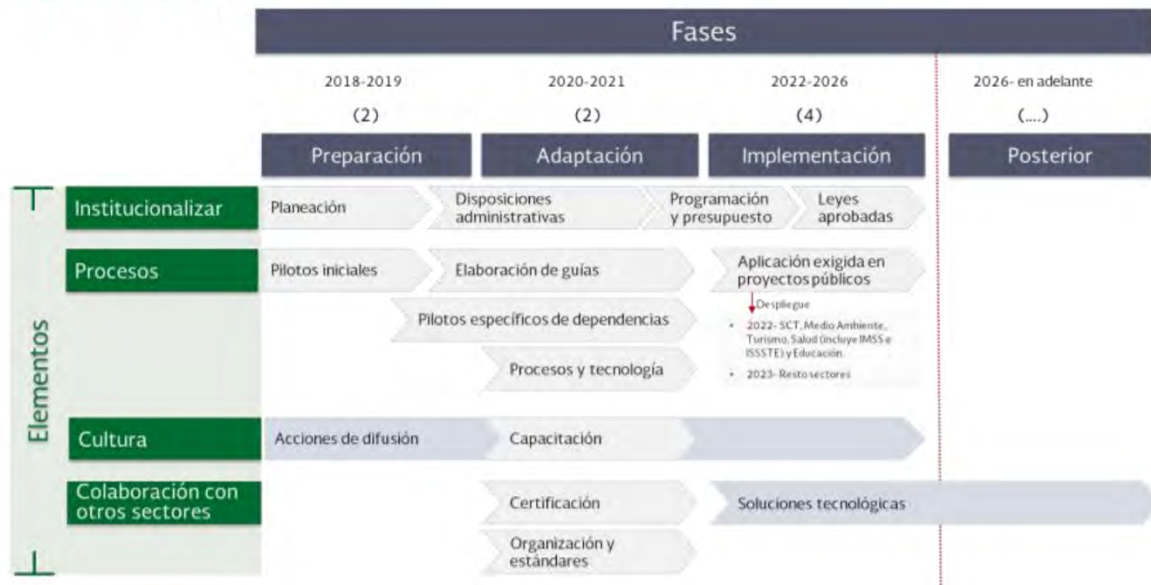 Fases
2018-2019
2020-2021
2022-2026
2026- en adelante
(2)
(2)
(4)
(....)
Preparación
Adaptación
Implementación
Posterior
Elementos
Institucionalizar
Planeación
Disposiciones
administrativas
Programación
y presupuesto
Leyes
aprobadas
Procesos
Pilotos iniciales
Elaboración de guías
Aplicación exigida en
proyectos públicos
Despliegue
Pilotos específicos de dependencias
• 2022- SCT, Medio Ambiente,
Turismo, Salud (incluye IMSS e
ISSSTE) y Educación.
• 2023- Resto sectores
Procesos y tecnología
Cultura
Acciones de difusión
Capacitación
Colaboración con
otros sectores
Certificación
Soluciones tecnológicas
Organización y
estándares